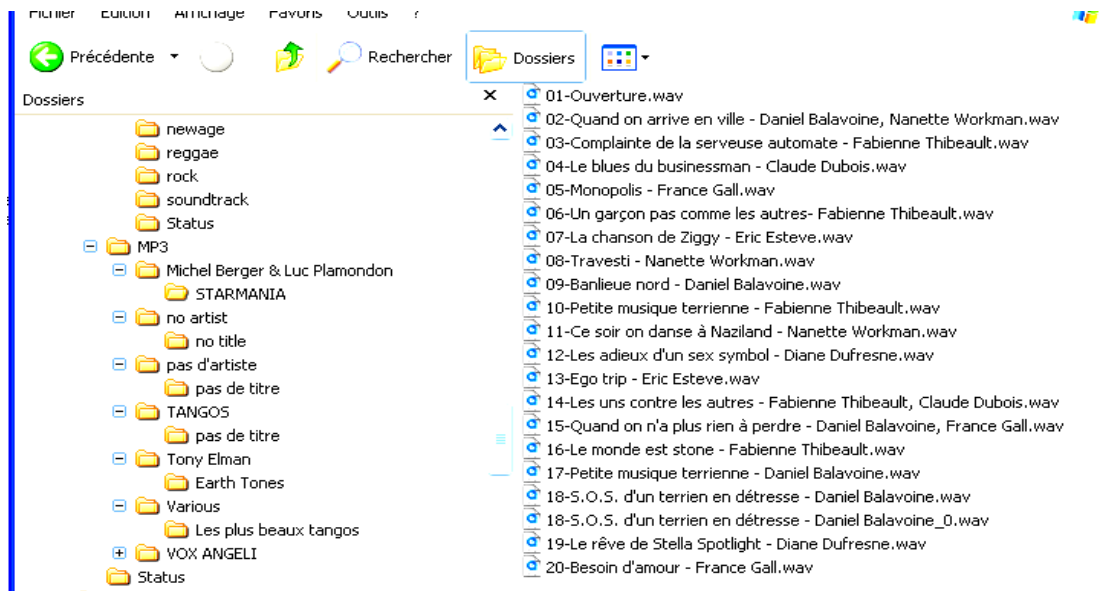 Fichier Edition Affichage Favoris Outils ?
Précédente Rechercher Dossiers
Dossiers
newage
reggae
rock
soundtrack
Status
MP3
Michel Berger & Luc Plamondon
STARMANIA
no artist
no title
pas d'artiste
pas de titre
TANGOS
pas de titre
Tony Elman
Earth Tones
Various
Les plus beaux tangos
VOX ANGELI
Status
01-Ouverture.wav
02-Quand on arrive en ville - Daniel Balavoine, Nanette Workman.wav
03-Complainte de la serveuse automate - Fabienne Thibeault.wav
04-Le blues du businessman - Claude Dubois.wav
05-Monopolis - France Gall.wav
06-Un garçon pas comme les autres- Fabienne Thibeault.wav
07-La chanson de Ziggy - Eric Esteve.wav
08-Travesti - Nanette Workman.wav
09-Banlieue nord - Daniel Balavoine.wav
10-Petite musique terrienne - Fabienne Thibeault.wav
11-Ce soir on danse à Naziland - Nanette Workman.wav
12-Les adieux d'un sex symbol - Diane Dufresne.wav
13-Ego trip - Eric Esteve.wav
14-Les uns contre les autres - Fabienne Thibeault, Claude Dubois.wav
15-Quand on n'a plus rien à perdre - Daniel Balavoine, France Gall.wav
16-Le monde est stone - Fabienne Thibeault.wav
17-Petite musique terrienne - Daniel Balavoine.wav
18-S.O.S. d'un terrien en détresse - Daniel Balavoine.wav
18-S.O.S. d'un terrien en détresse - Daniel Balavoine_0.wav
19-Le rêve de Stella Spotlight - Diane Dufresne.wav
20-Besoin d'amour - France Gall.wav